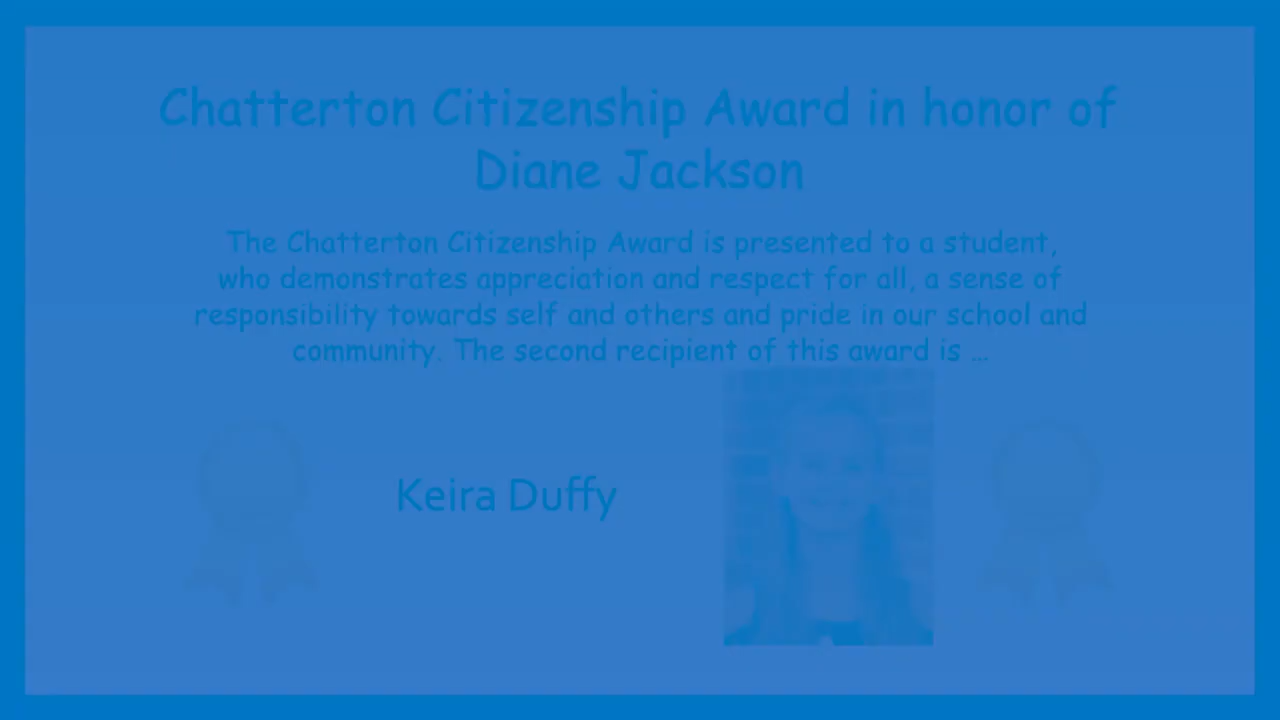 Chatterton Citizenship Award in honor of
Diane Jackson
The Chatterton Citizenship Award is presented to a student,
who demonstrates appreciation and respect for all, a sense of
responsibility towards self and others and pride in our school and
community. The second recipient of this award is …
Keira Duffy